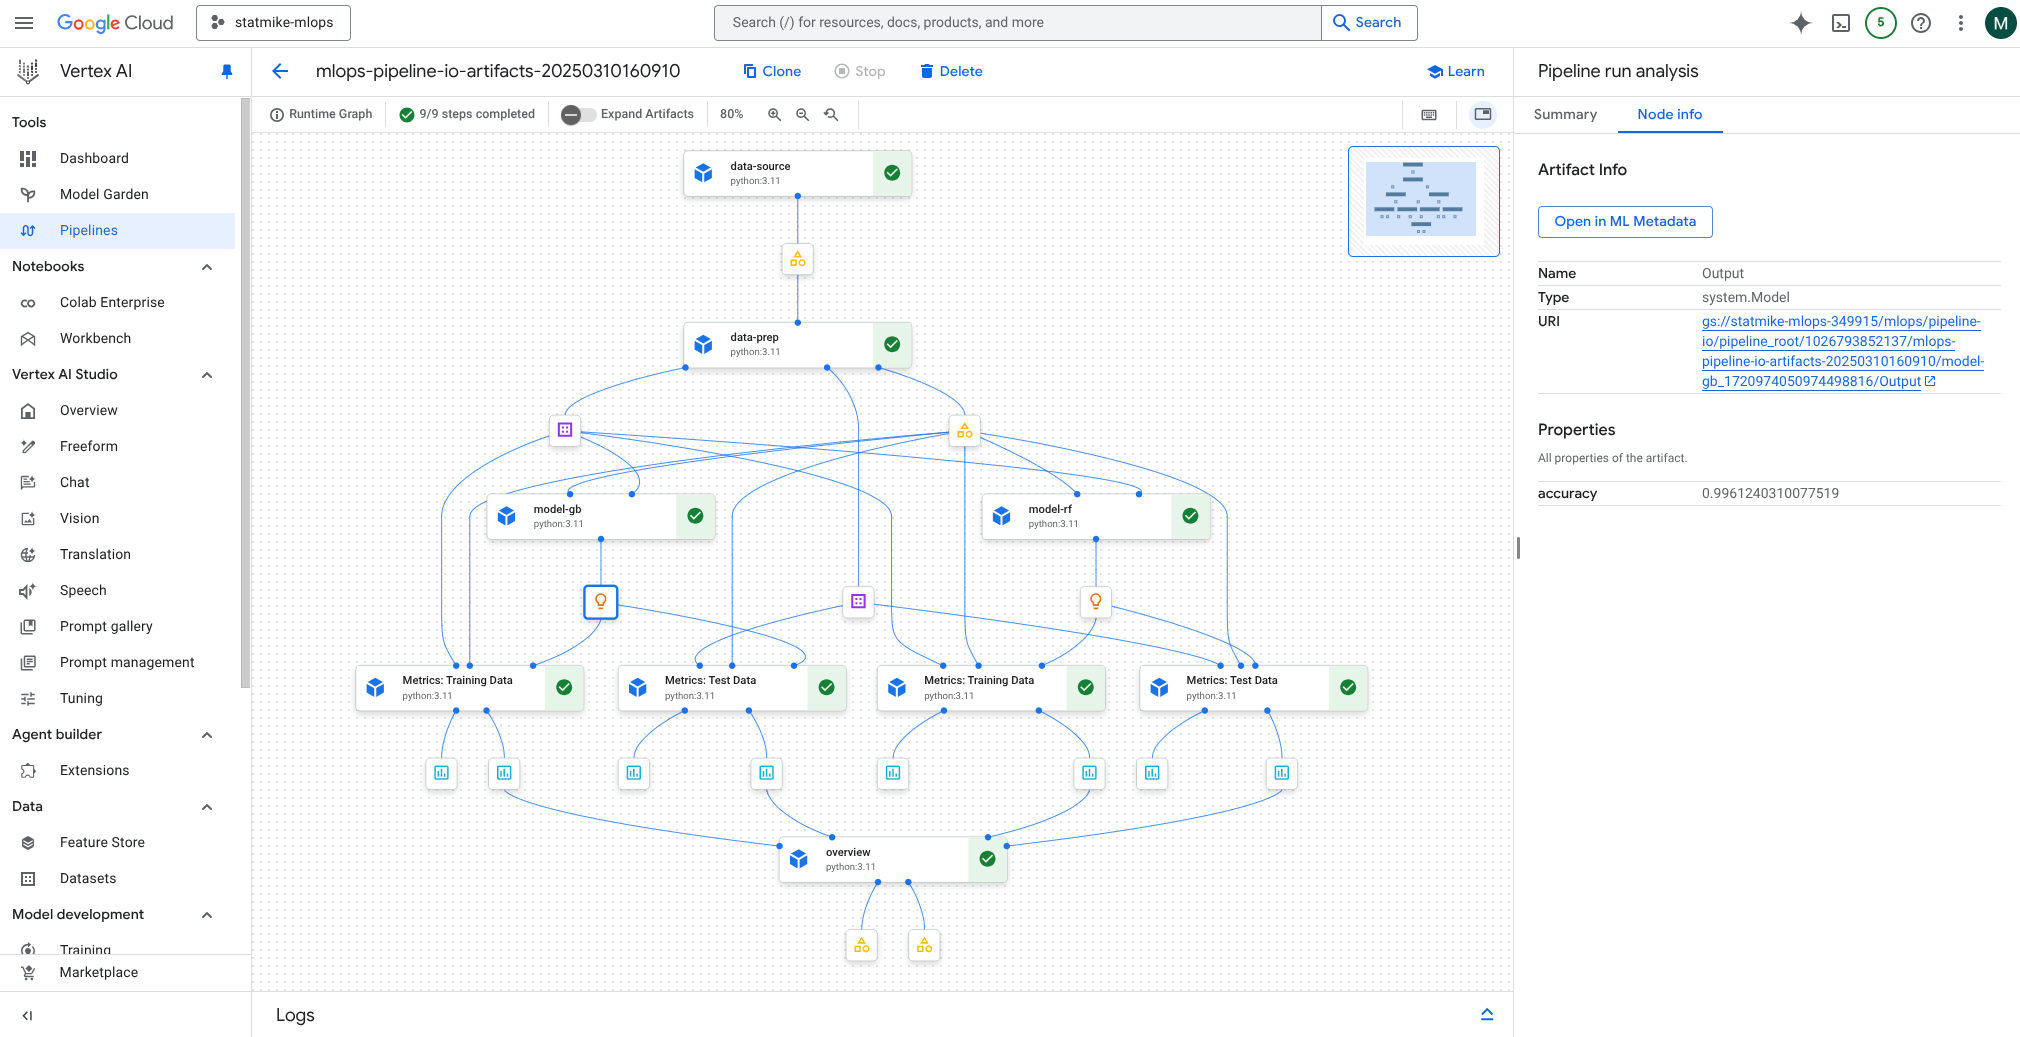 Google Cloud
statmike-mlops
Search (/) for resources, docs, products, and more
Search
5
M
Vertex AI
Tools
Dashboard
Model Garden
Pipelines
Notebooks
Colab Enterprise
Workbench
Vertex AI Studio
Overview
Freeform
Chat
Vision
Translation
Speech
Prompt gallery
Prompt management
Tuning
Agent builder
Extensions
Data
Feature Store
Datasets
Model development
Training
Marketplace
mlops-pipeline-io-artifacts-20250310160910
Clone
Stop
Delete
Learn
Runtime Graph
9/9 steps completed
Expand Artifacts
80%
data-source
python:3.11
data-prep
python:3.11
model-gb
python:3.11
model-rf
python:3.11
Metrics: Training Data
python:3.11
Metrics: Test Data
python:3.11
Metrics: Training Data
python:3.11
Metrics: Test Data
python:3.11
overview
python:3.11
Logs
Pipeline run analysis
Summary
Node info
Artifact Info
Open in ML Metadata
Name Output
Type system.Model
URI gs://statmike-mlops-349915/mlops/pipeline-
io/pipeline_root/1026793852137/mlops-
pipeline-io-artifacts-20250310160910/model-
gb_1720974050974498816/Output
Properties
All properties of the artifact.
accuracy 0.9961240310077519